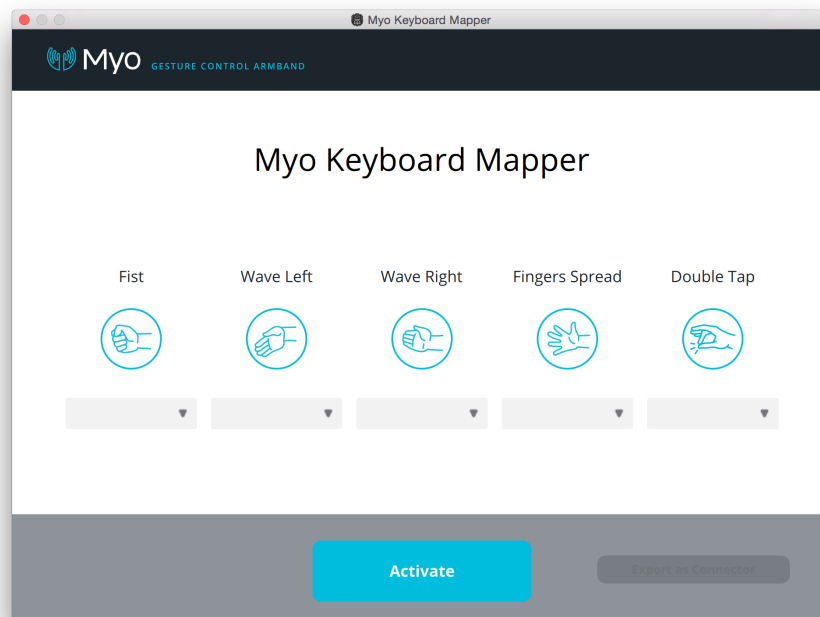 Myo Keyboard Mapper
Myo GESTURE CONTROL ARMBAND
Myo Keyboard Mapper
Fist Wave Left Wave Right Fingers Spread Double Tap
Activate Export as Connector